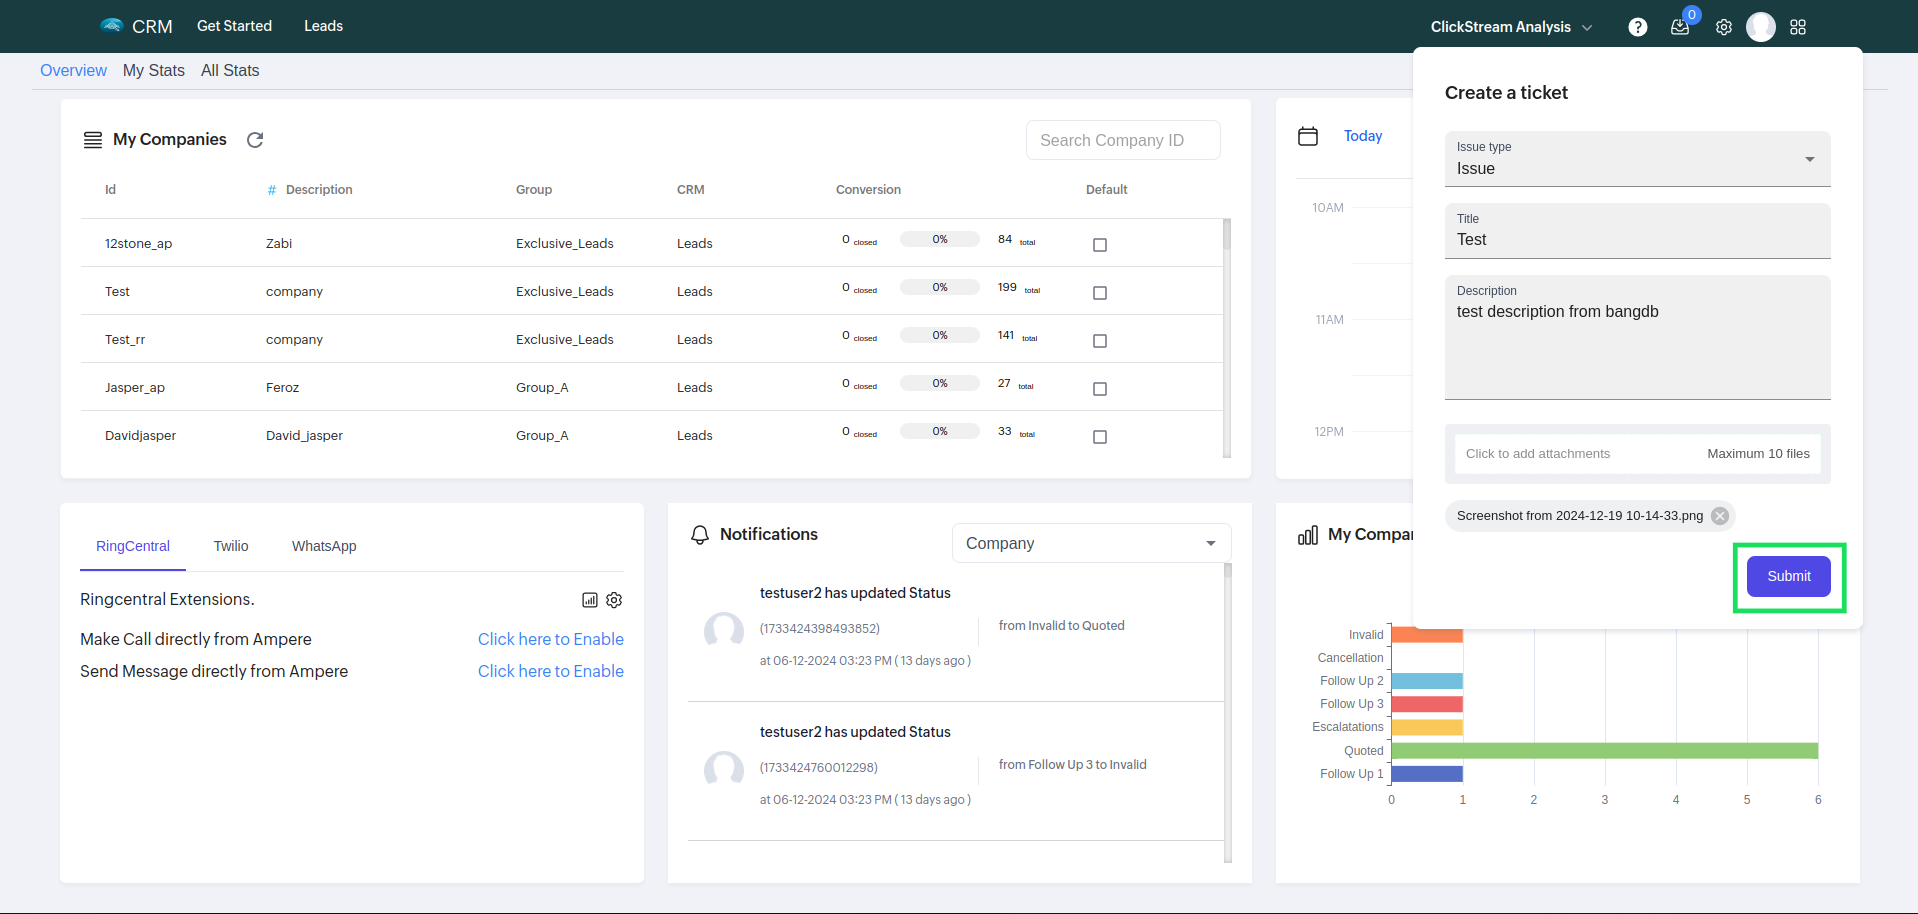 CRM Get Started Leads ClickStream Analysis ? 0
Overview My Stats All Stats
My Companies
Search Company ID
Id # Description Group CRM Conversion Default
12stone_ap Zabi Exclusive_Leads Leads 0 closed 0% 84 total
Test company Exclusive_Leads Leads 0 closed 0% 199 total
Test_rr company Exclusive_Leads Leads 0 closed 0% 141 total
Jasper_ap Feroz Group_A Leads 0 closed 0% 27 total
Davidjasper David_jasper Group_A Leads 0 closed 0% 33 total
Today
10AM
11AM
12PM
Create a ticket
Issue type
Issue
Title
Test
Description
test description from bangdb
Click to add attachments Maximum 10 files
Screenshot from 2024-12-19 10-14-33.png
Submit
RingCentral Twilio WhatsApp
Ringcentral Extensions.
Make Call directly from Ampere Click here to Enable
Send Message directly from Ampere Click here to Enable
Notifications
Company
testuser2 has updated Status
(1733424398493852)
from Invalid to Quoted
at 06-12-2024 03:23 PM ( 13 days ago )
testuser2 has updated Status
(1733424760012298)
from Follow Up 3 to Invalid
at 06-12-2024 03:23 PM ( 13 days ago )
My Compar
Invalid
Cancellation
Follow Up 2
Follow Up 3
Escalatations
Quoted
Follow Up 1
0 1 2 3 4 5 6